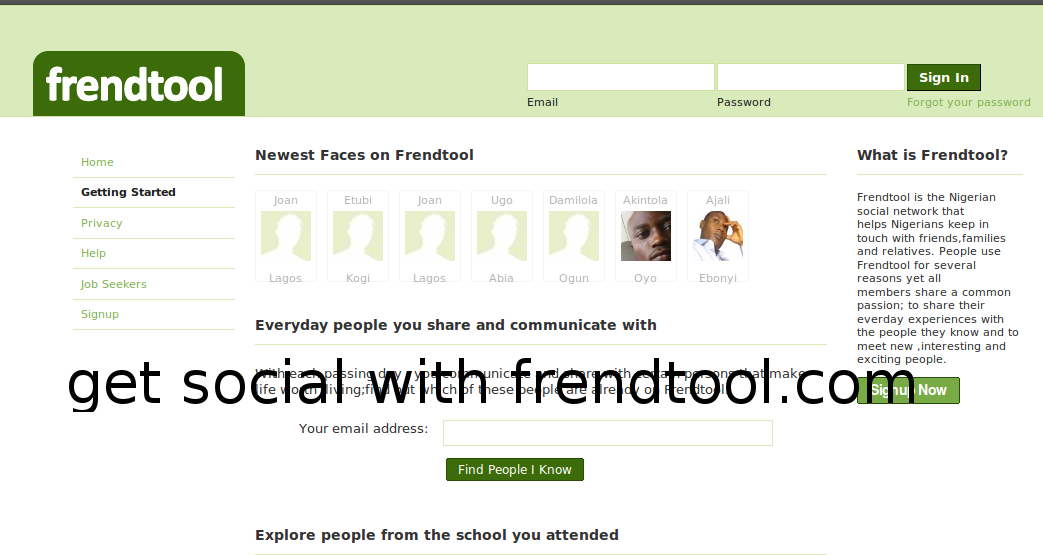 frendtool
Sign In
Email
Password
Forgot your password
Home
Getting Started
Privacy
Help
Job Seekers
Signup
Newest Faces on Frendtool
Joan
Etubi
Joan
Ugo
Damilola
Akintola
Ajali
Lagos
Kogi
Lagos
Abia
Ogun
Oyo
Ebonyi
Everyday people you share and communicate with
With each passing day , you communicate and share with certain persons that make
life worth living;find out which of these people are already on Frendtool
get social with frendtool.com
Your email address:
Find People I Know
Explore people from the school you attended
What is Frendtool?
Frendtool is the Nigerian
social network that
helps Nigerians keep in
touch with friends,families
and relatives. People use
Frendtool for several
reasons yet all
members share a common
passion; to share their
everday experiences with
the people they know and to
meet new ,interesting and
exciting people.
Signup Now